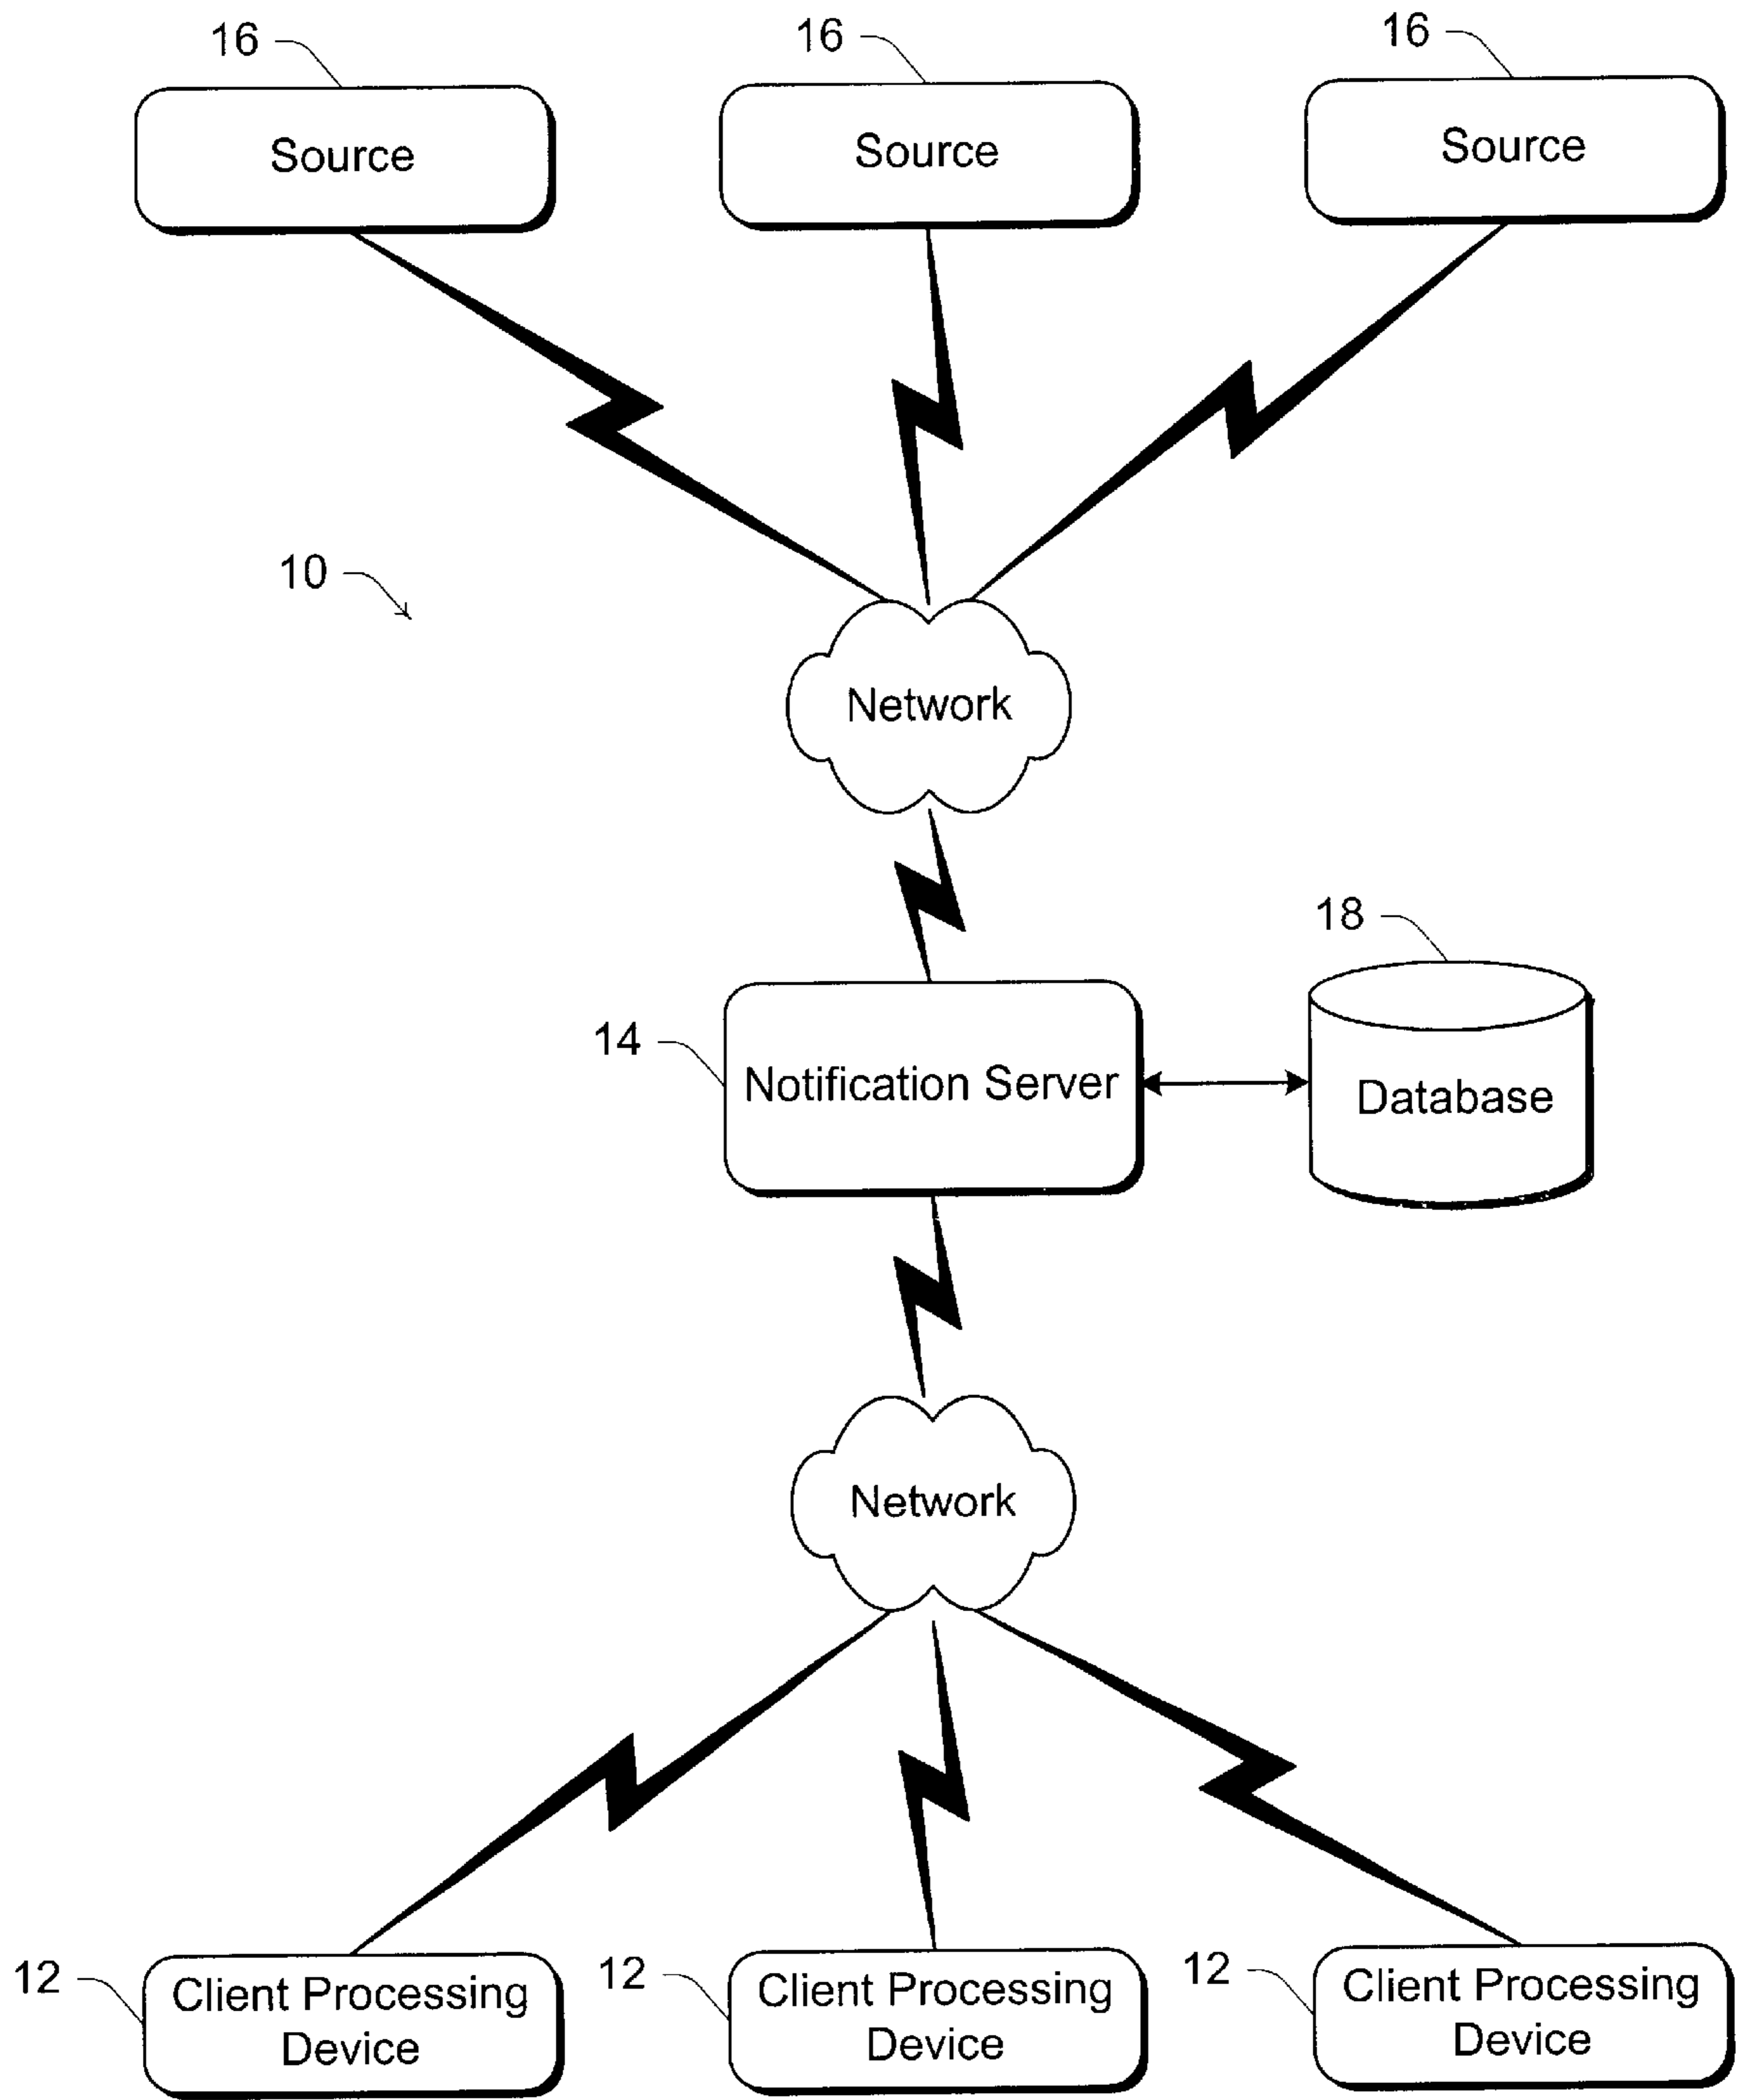 16
16
16
Source
Source
Source
10
Network
18
14
Notification Server
Database
Network
12
Client Processing
Device
12
Client Processing
Device
12
Client Processing
Device